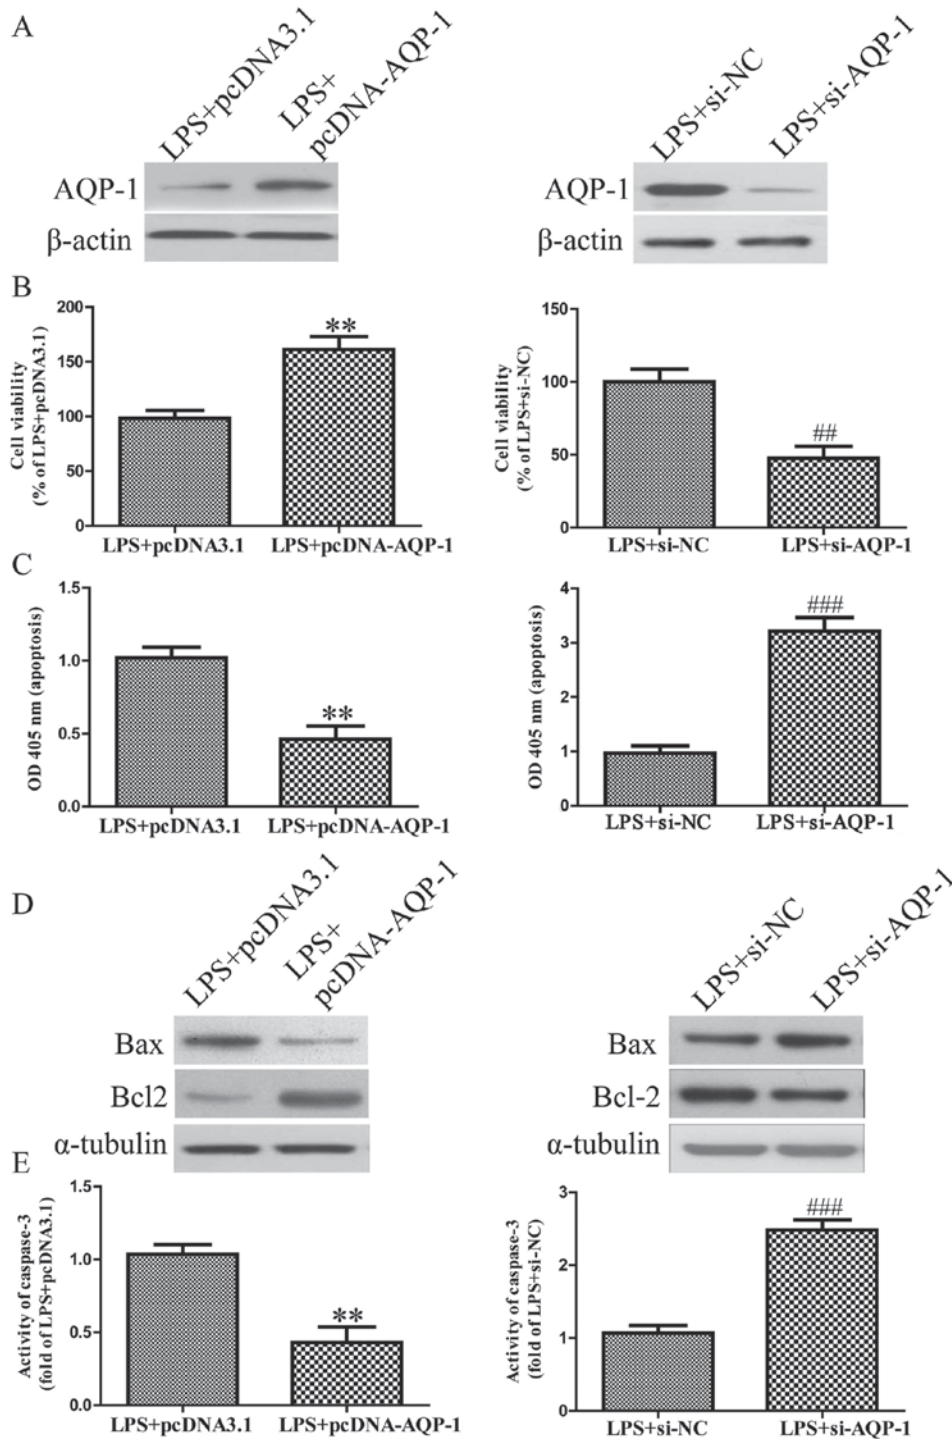 A
LPS+pcDNA3.1
LPS+
pcDNA-AQP-1
LPS+si-NC
LPS+si-AQP-1
AQP-1
β-actin
AQP-1
β-actin
B
Cell viability
(% of LPS+pcDNA3.1)
200
150
100
50
0
**
LPS+pcDNA3.1
LPS+pcDNA-AQP-1
Cell viability
(% of LPS+si-NC)
150
100
50
0
##
LPS+si-NC
LPS+si-AQP-1
C
OD 405 nm (apoptosis)
1.5
1.0
0.5
0.0
**
LPS+pcDNA3.1
LPS+pcDNA-AQP-1
OD 405 nm (apoptosis)
4
3
2
1
0
###
LPS+si-NC
LPS+si-AQP-1
D
LPS+pcDNA3.1
LPS+
pcDNA-AQP-1
LPS+si-NC
LPS+si-AQP-1
Bax
Bcl2
α-tubulin
Bax
Bcl-2
α-tubulin
E
Activity of caspase-3
(fold of LPS+pcDNA3.1)
1.5
1.0
0.5
0.0
**
LPS+pcDNA3.1
LPS+pcDNA-AQP-1
Activity of caspase-3
(fold of LPS+si-NC)
3
2
1
0
###
LPS+si-NC
LPS+si-AQP-1